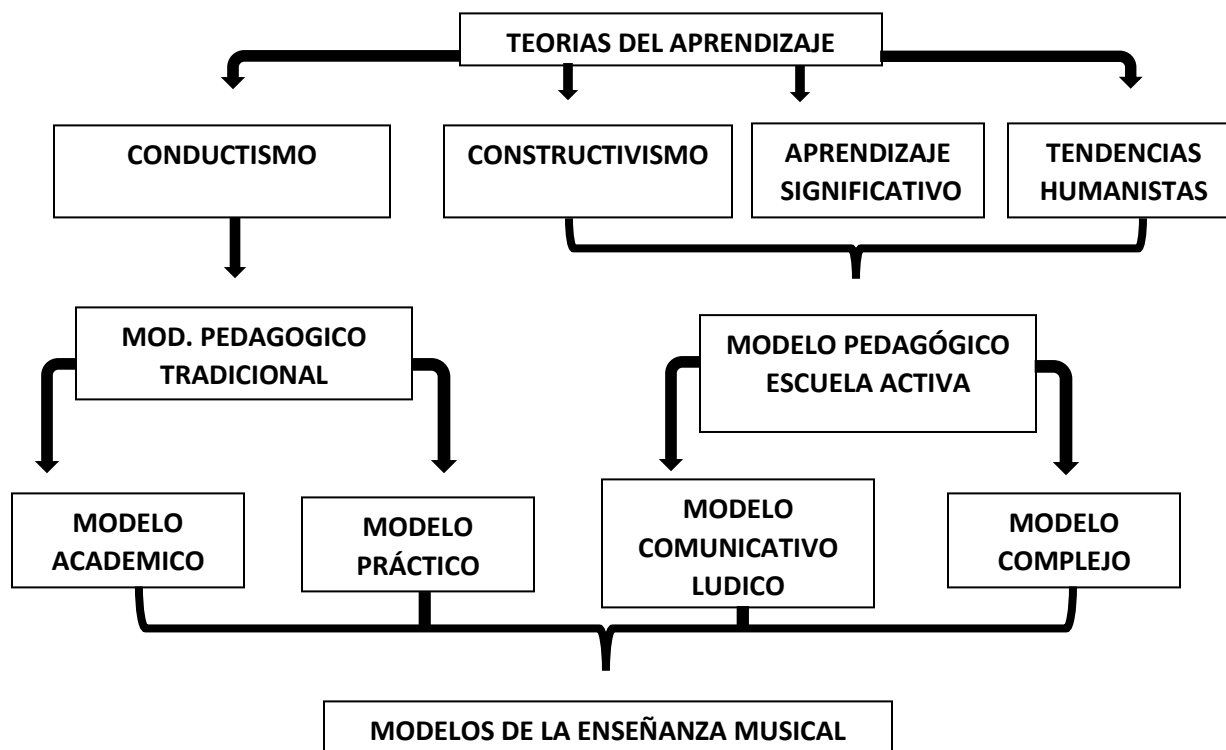 TEORIAS DEL APRENDIZAJE
CONDUCTISMO
CONSTRUCTIVISMO
APRENDIZAJE
SIGNIFICATIVO
TENDENCIAS
HUMANISTAS
MOD. PEDAGOGICO
TRADICIONAL
MODELO PEDAGÓGICO
ESCUELA ACTIVA
MODELO
ACADEMICO
MODELO
PRÁCTICO
MODELO
COMUNICATIVO
LUDICO
MODELO
COMPLEJO
MODELOS DE LA ENSEÑANZA MUSICAL